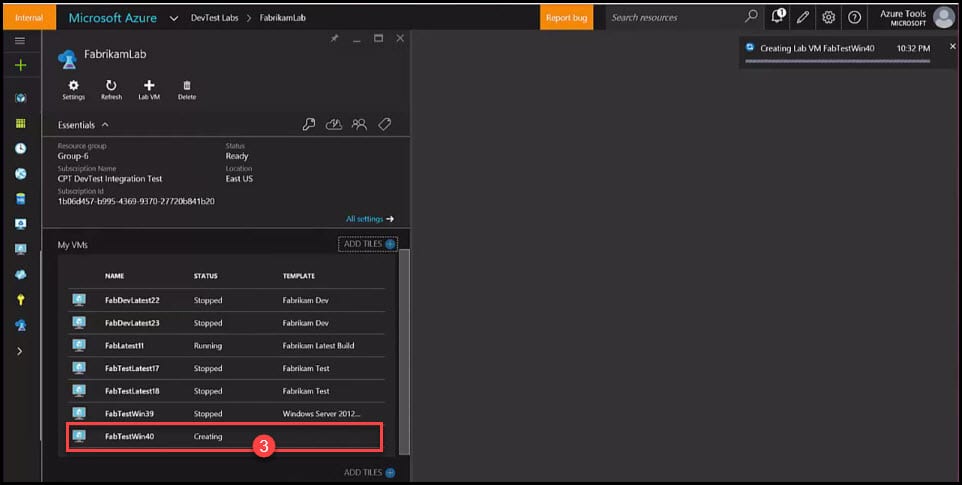 Internal Microsoft Azure DevTest Labs > FabrikamLab Report bug Search resources 1 Azure Tools
MICROSOFT
Creating Lab VM FabTestWin40 10:32 PM
FabrikamLab
Settings Refresh Lab VM Delete
Essentials
Resource group Status
Group-6 Ready
Subscription Name Location
CPT DevTest Integration Test East US
Subscription Id
1b06d457-b995-4369-9370-27720b841b20
All settings
My VMs ADD TILES
NAME STATUS TEMPLATE
FabDevLatest22 Stopped Fabrikam Dev
FabDevLatest23 Stopped Fabrikam Dev
FabLatest11 Running Fabrikam Latest Build
FabTestLatest17 Stopped Fabrikam Test
FabTestLatest18 Stopped Fabrikam Test
FabTestWin39 Stopped Windows Server 2012...
FabTestWin40 Creating
3
ADD TILES